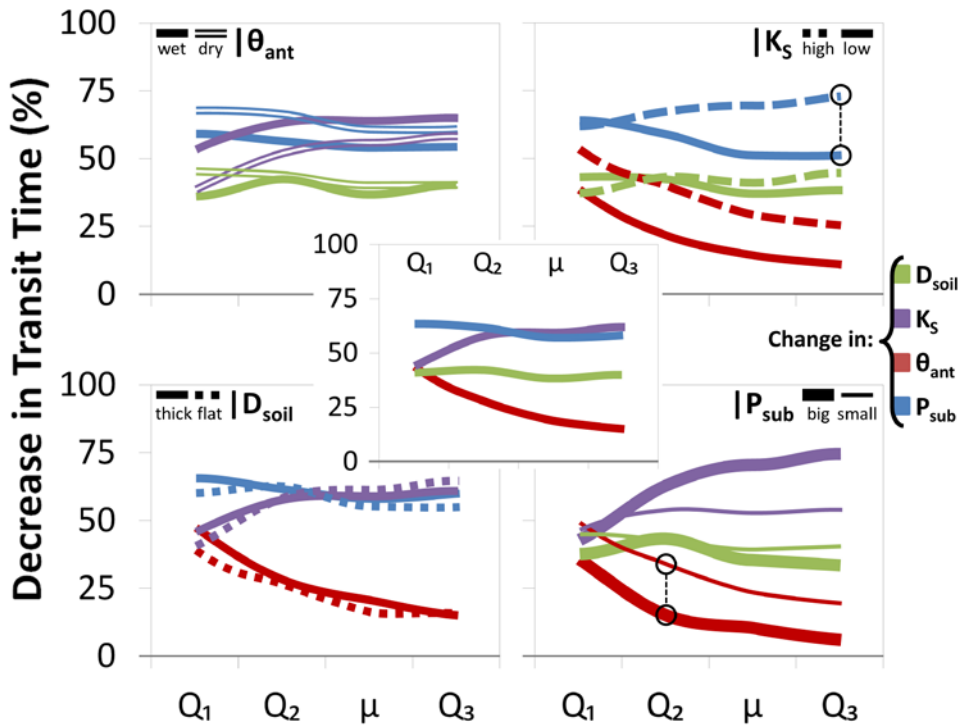 Decrease in Transit Time (%)
100
75
50
25
0
wet dry | θant
| KS high low
100
75
50
25
0
Q1 Q2 μ Q3
Change in:
Dsoil
KS
θant
Psub
100
75
50
25
0
thick flat | Dsoil
| Psub big small
Q1 Q2 μ Q3
Q1 Q2 μ Q3